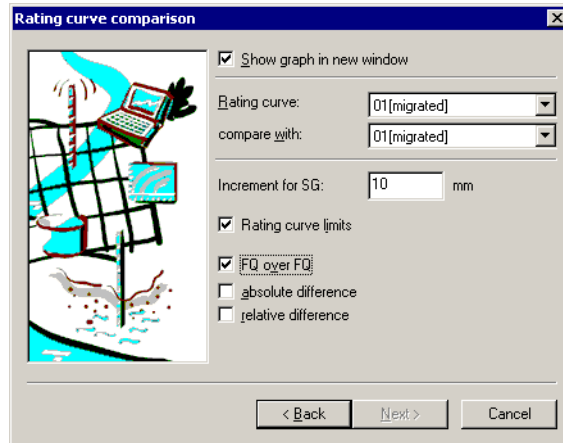 Rating curve comparison
Show graph in new window
Rating curve: 01[migrated]
compare with: 01[migrated]
Increment for SG: 10 mm
Rating curve limits
FQ over FQ
absolute difference
relative difference
< Back Next > Cancel